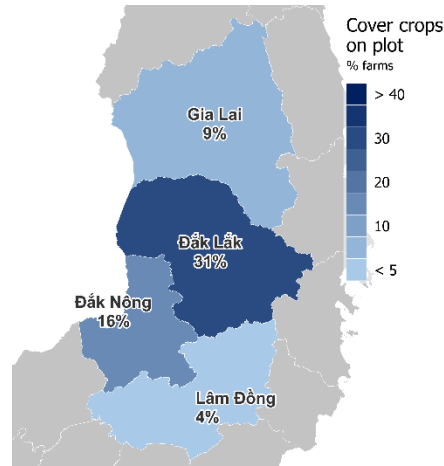 Cover crops
on plot
% farms
> 40
30
20
10
< 5
Gia Lai
9%
Đắk Lắk
31%
Đắk Nông
16%
Lâm Đồng
4%